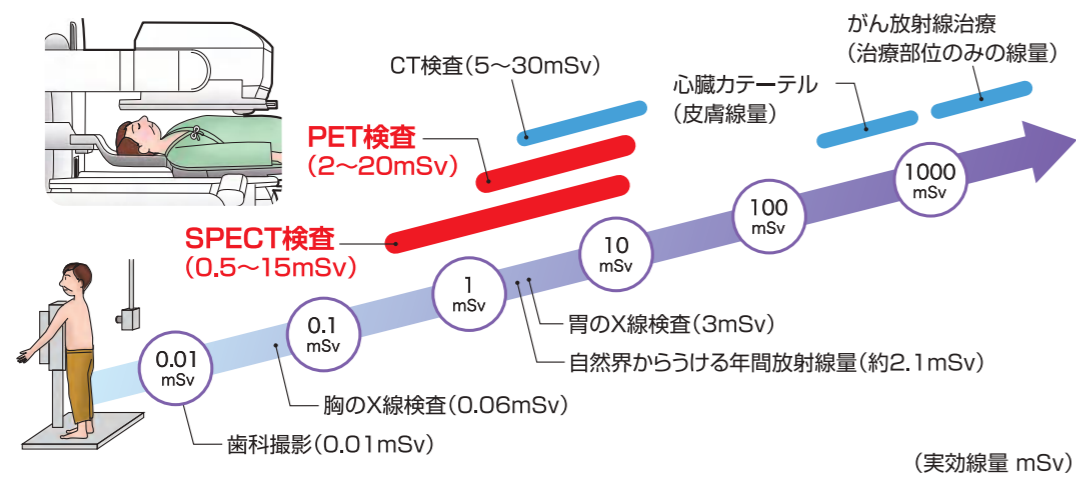 がん放射線治療
(治療部位のみの線量)
CT検査(5〜30mSv)
心臓カテーテル
(皮膚線量)
PET検査
(2〜20mSv)
SPECT検査
(0.5〜15mSv)
1000
mSv
100
mSv
10
mSv
1
mSv
0.1
mSv
0.01
mSv
胃のX線検査(3mSv)
自然界からうける年間放射線量(約2.1mSv)
胸のX線検査(0.06mSv)
歯科撮影(0.01mSv)
(実効線量 mSv)